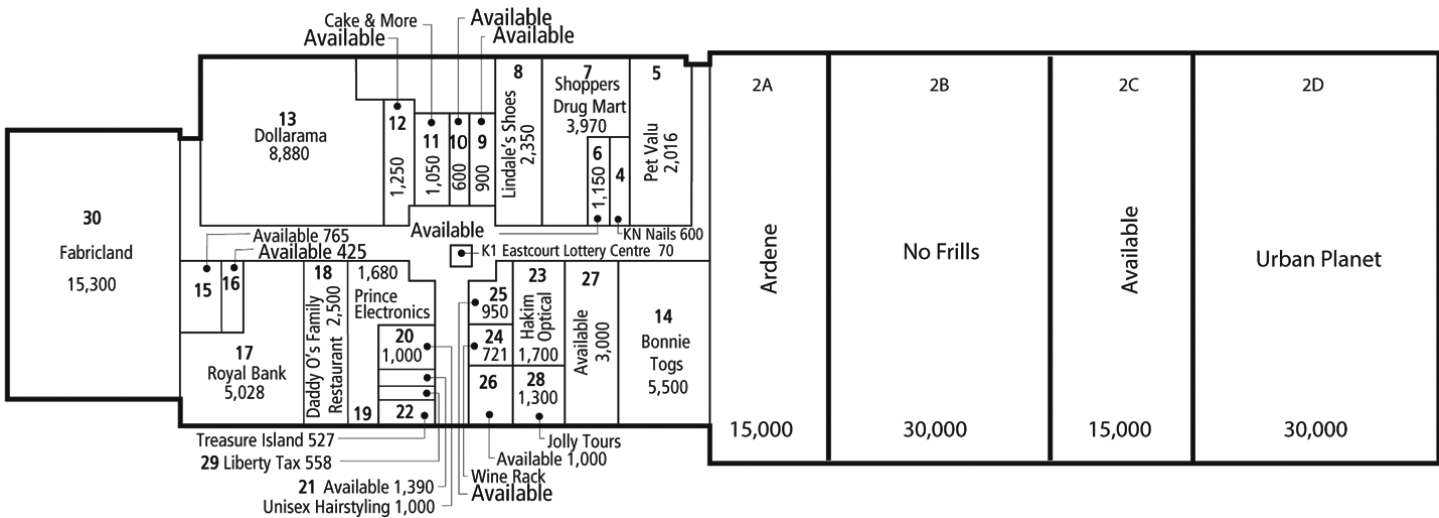 Cake & More
Available
Available
Available
13
Dollarama
8,880
12
1,250
11
1,050
10
600
9
900
8
Lindale's Shoes
2,350
7
Shoppers
Drug Mart
3,970
6
1,150
4
5
Pet Valu
2,016
2A
Ardene
15,000
2B
No Frills
30,000
2C
Available
15,000
2D
Urban Planet
30,000
30
Fabricland
15,300
Available 765
Available 425
Available
KN Nails 600
K1 Eastcourt Lottery Centre 70
15
16
17
Royal Bank
5,028
18
Daddy O's Family
Restaurant 2,500
1,680
Prince
Electronics
19
20
1,000
22
25
950
24
721
26
23
Hakim
Optical
1,700
28
1,300
27
Available
3,000
14
Bonnie
Togs
5,500
Treasure Island 527
29 Liberty Tax 558
21 Available 1,390
Unisex Hairstyling 1,000
Jolly Tours
Available 1,000
Wine Rack
Available